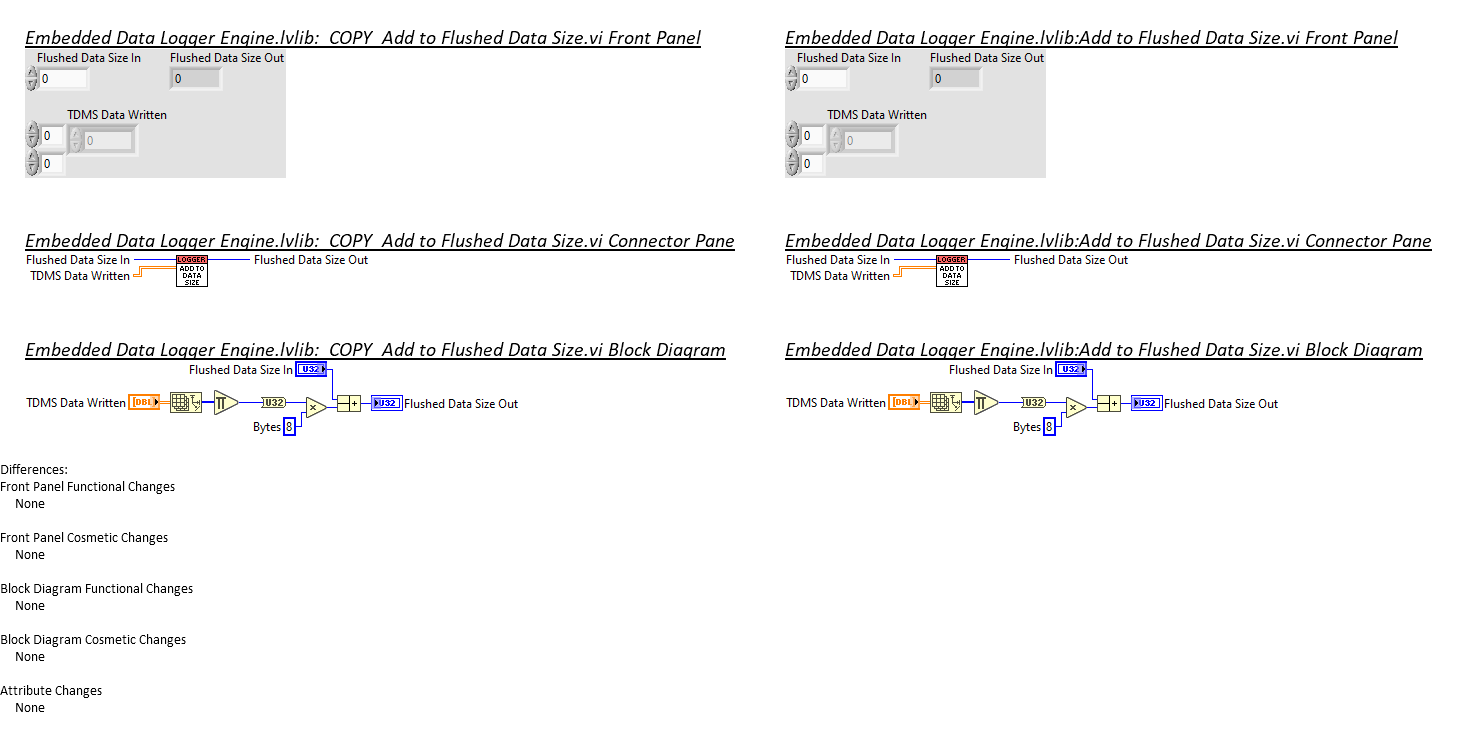 Embedded Data Logger Engine.lvlib:  COPY  Add to Flushed Data Size.vi Front Panel
Flushed Data Size In
Flushed Data Size Out
0
0
TDMS Data Written
0
0
0
Embedded Data Logger Engine.lvlib:Add to Flushed Data Size.vi Front Panel
Flushed Data Size In
Flushed Data Size Out
0
0
TDMS Data Written
0
0
0
Embedded Data Logger Engine.lvlib:  COPY  Add to Flushed Data Size.vi Connector Pane
Flushed Data Size In
TDMS Data Written
LOGGER
ADD TO
DATA
SIZE
Flushed Data Size Out
Embedded Data Logger Engine.lvlib:Add to Flushed Data Size.vi Connector Pane
Flushed Data Size In
TDMS Data Written
LOGGER
ADD TO
DATA
SIZE
Flushed Data Size Out
Embedded Data Logger Engine.lvlib:  COPY  Add to Flushed Data Size.vi Block Diagram
Flushed Data Size In
U32
TDMS Data Written
[DBL]
U32
U32
Flushed Data Size Out
Bytes
8
Embedded Data Logger Engine.lvlib:Add to Flushed Data Size.vi Block Diagram
Flushed Data Size In
U32
TDMS Data Written
[DBL]
U32
U32
Flushed Data Size Out
Bytes
8
Differences:
Front Panel Functional Changes
None
Front Panel Cosmetic Changes
None
Block Diagram Functional Changes
None
Block Diagram Cosmetic Changes
None
Attribute Changes
None